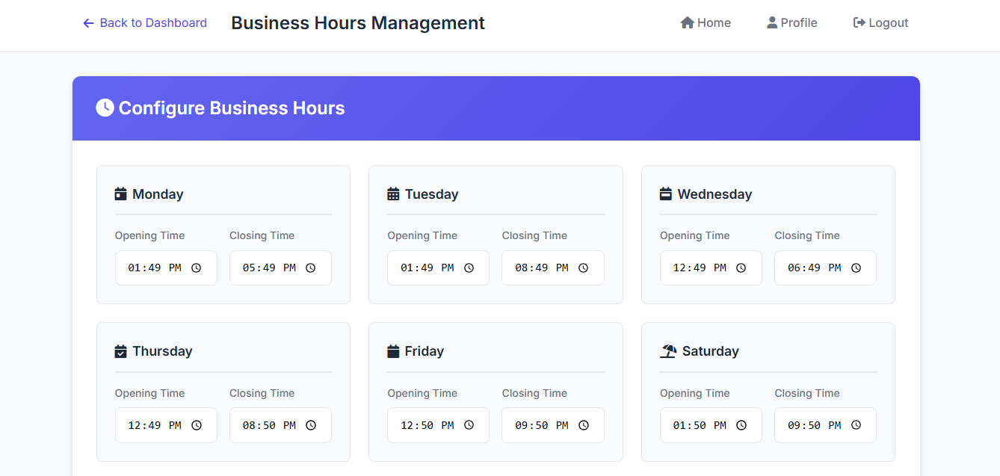 Back to Dashboard Business Hours Management Home Profile Logout
Configure Business Hours
Monday Tuesday Wednesday
Opening Time Closing Time Opening Time Closing Time Opening Time Closing Time
01:49 PM 05:49 PM 01:49 PM 08:49 PM 12:49 PM 06:49 PM
Thursday Friday Saturday
Opening Time Closing Time Opening Time Closing Time Opening Time Closing Time
12:49 PM 08:50 PM 12:50 PM 09:50 PM 01:50 PM 09:50 PM